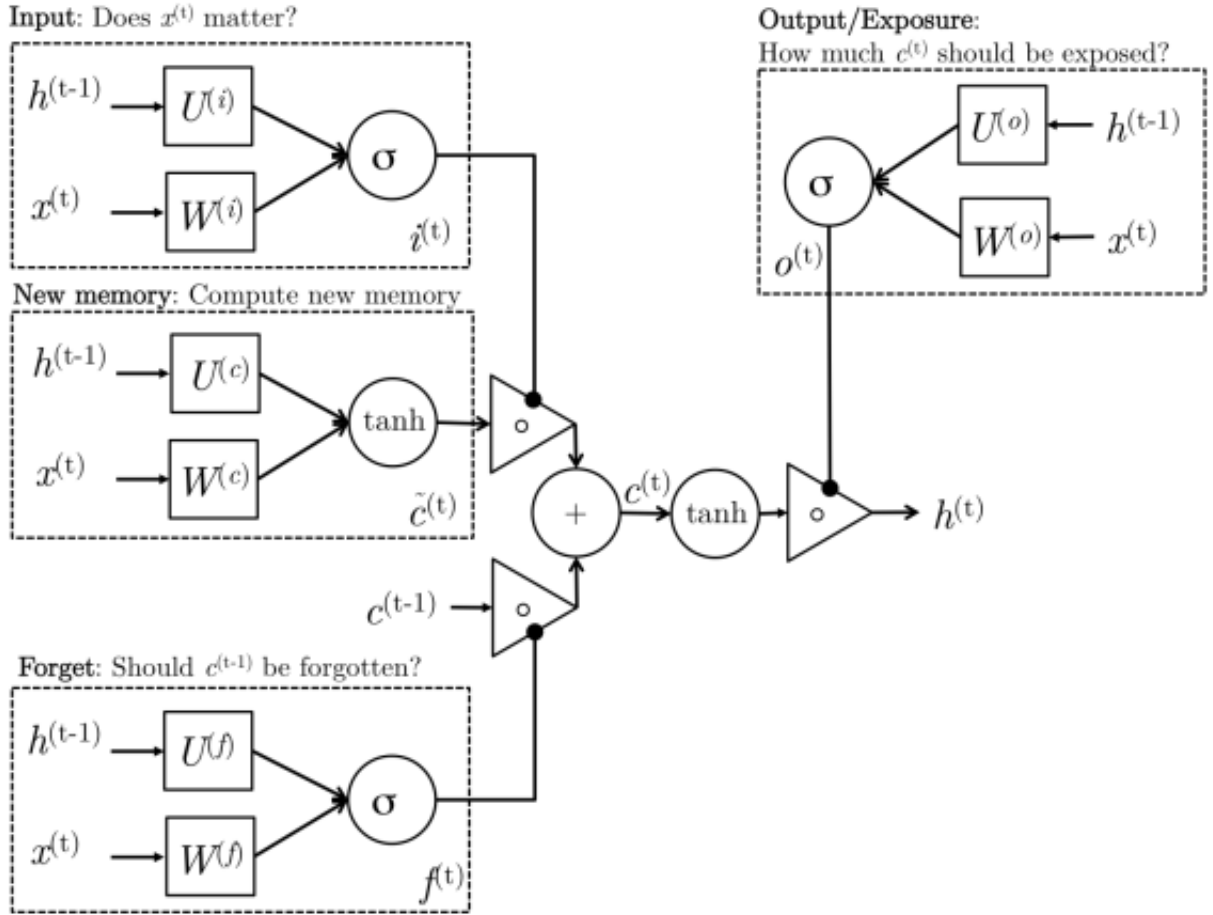 Input: Does x^(t) matter?
h^(t-1)
U^(i)
σ
x^(t)
W^(i)
i^(t)
New memory: Compute new memory
h^(t-1)
U^(c)
tanh
x^(t)
W^(c)
c̃^(t)
c^(t-1)
Forget: Should c^(t-1) be forgotten?
h^(t-1)
U^(f)
σ
x^(t)
W^(f)
f^(t)
∘
∘
+
c^(t)
tanh
∘
h^(t)
Output/Exposure:
How much c^(t) should be exposed?
U^(o)
h^(t-1)
σ
W^(o)
x^(t)
o^(t)